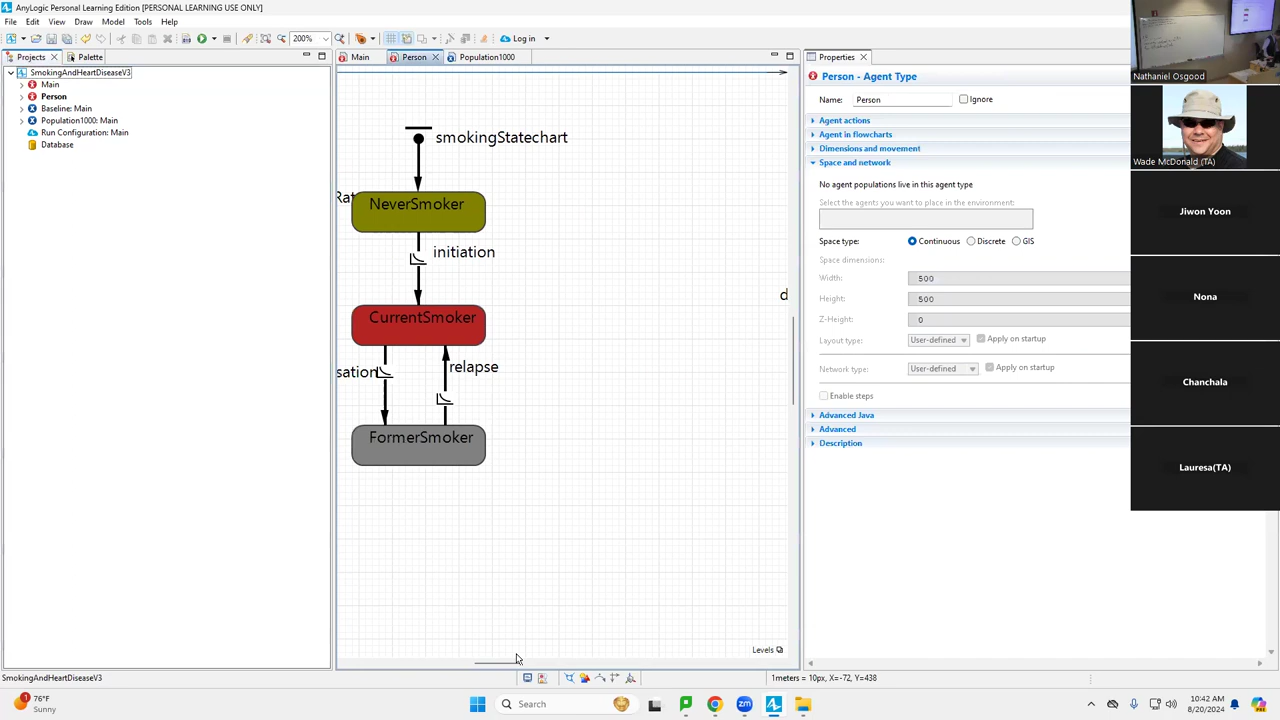 AnyLogic Personal Learning Edition [PERSONAL LEARNING USE ONLY]
File Edit View Draw Model Tools Help
200% Log in
Projects Palette
Main Person Population1000
Properties
SmokingAndHeartDiseaseV3
Main
Person
Baseline: Main
Population1000: Main
Run Configuration: Main
Database
smokingStatechart
Rat
NeverSmoker
initiation
CurrentSmoker
sation
relapse
FormerSmoker
d
Levels
Person - Agent Type
Name: Person Ignore
Agent actions
Agent in flowcharts
Dimensions and movement
Space and network
No agent populations live in this agent type
Select the agents you want to place in the environment:
Space type: Continuous Discrete GIS
Space dimensions:
Width: 500
Height: 500
Z-Height: 0
Layout type: User-defined Apply on startup
Network type: User-defined Apply on startup
Enable steps
Advanced Java
Advanced
Description
Nathaniel Osgood
Wade McDonald (TA)
Jiwon Yoon
Nona
Chanchala
Lauresa(TA)
SmokingAndHeartDiseaseV3
1meters = 10px, X=-72, Y=438
1
76°F
Sunny
Search
zm
10:42 AM
8/20/2024